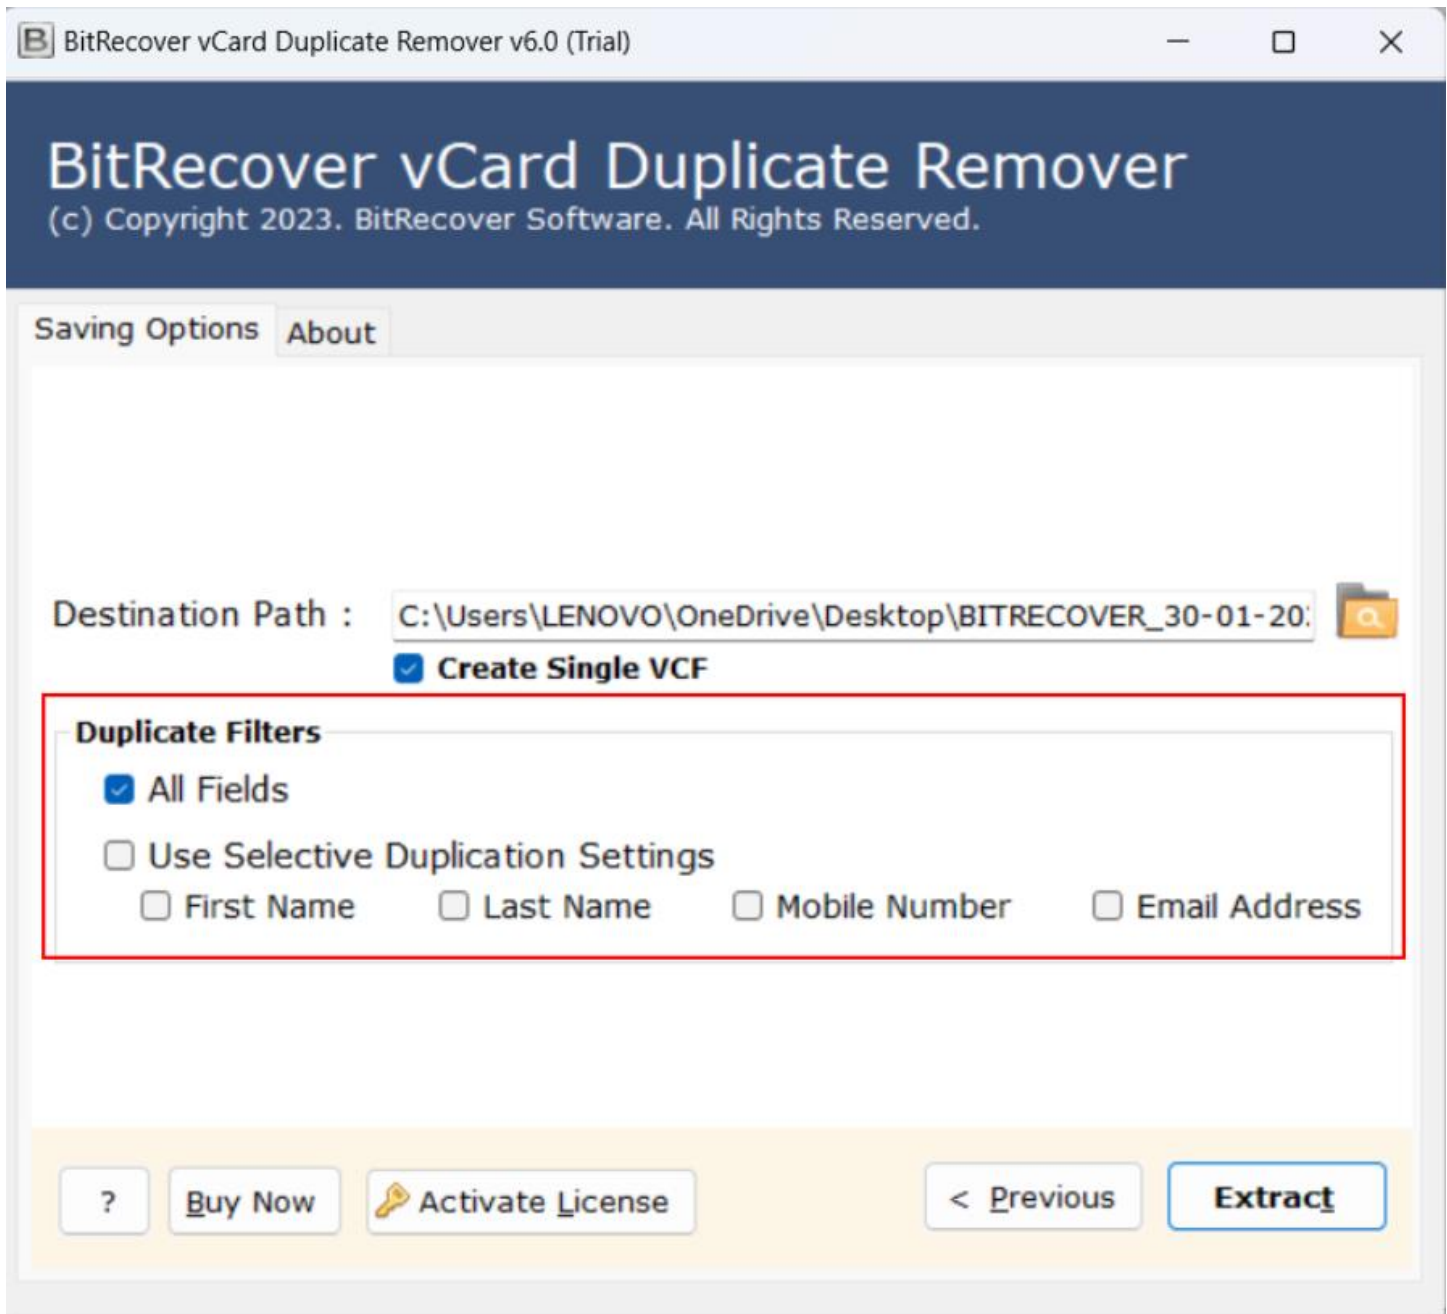 BitRecover vCard Duplicate Remover v6.0 (Trial)
BitRecover vCard Duplicate Remover
(c) Copyright 2023. BitRecover Software. All Rights Reserved.
Saving Options About
Destination Path : C:\Users\LENOVO\OneDrive\Desktop\BITRECOVER_30-01-20
Create Single VCF
Duplicate Filters
All Fields
Use Selective Duplication Settings
First Name Last Name Mobile Number Email Address
? Buy Now Activate License < Previous Extract